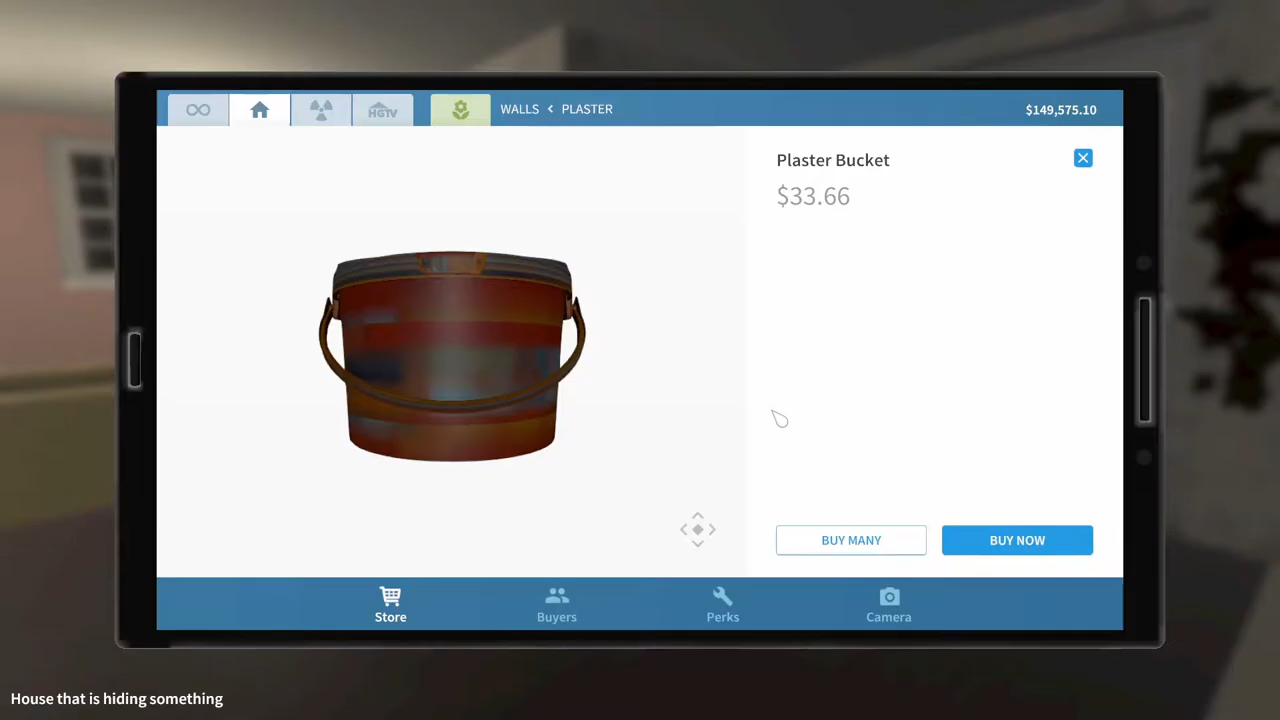 HGTV
WALLS < PLASTER
$149,575.10
Plaster Bucket
$33.66
BUY MANY
BUY NOW
Store
Buyers
Perks
Camera
House that is hiding something